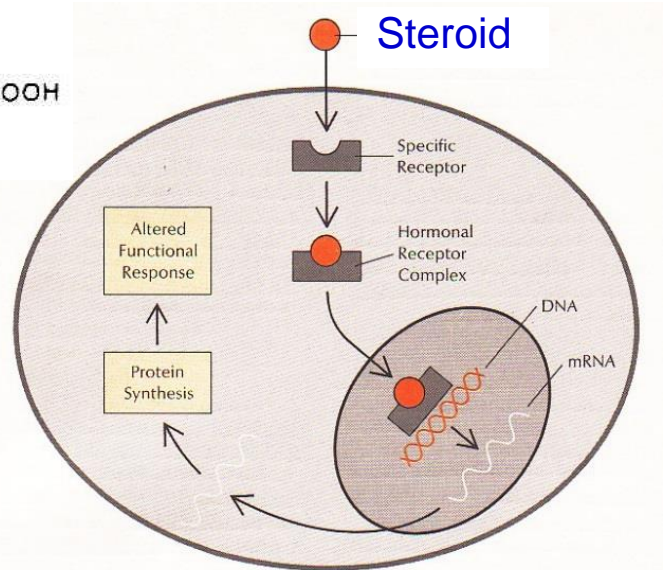 Steroid
OOH
Specific
Receptor
Hormonal
Receptor
Complex
DNA
mRNA
Altered
Functional
Response
Protein
Synthesis